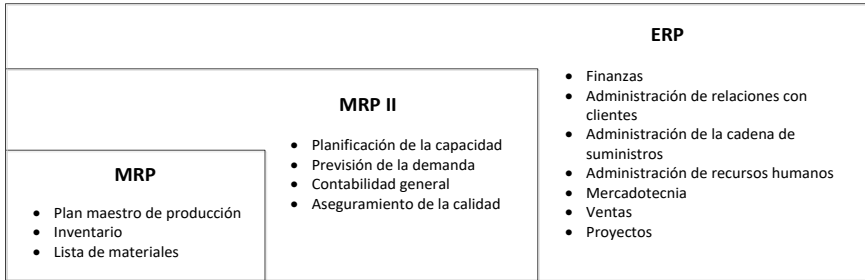 ERP
• Finanzas
• Administración de relaciones con
clientes
• Administración de la cadena de
suministros
• Administración de recursos humanos
• Mercadotecnia
• Ventas
• Proyectos
MRP II
• Planificación de la capacidad
• Previsión de la demanda
• Contabilidad general
• Aseguramiento de la calidad
MRP
• Plan maestro de producción
• Inventario
• Lista de materiales